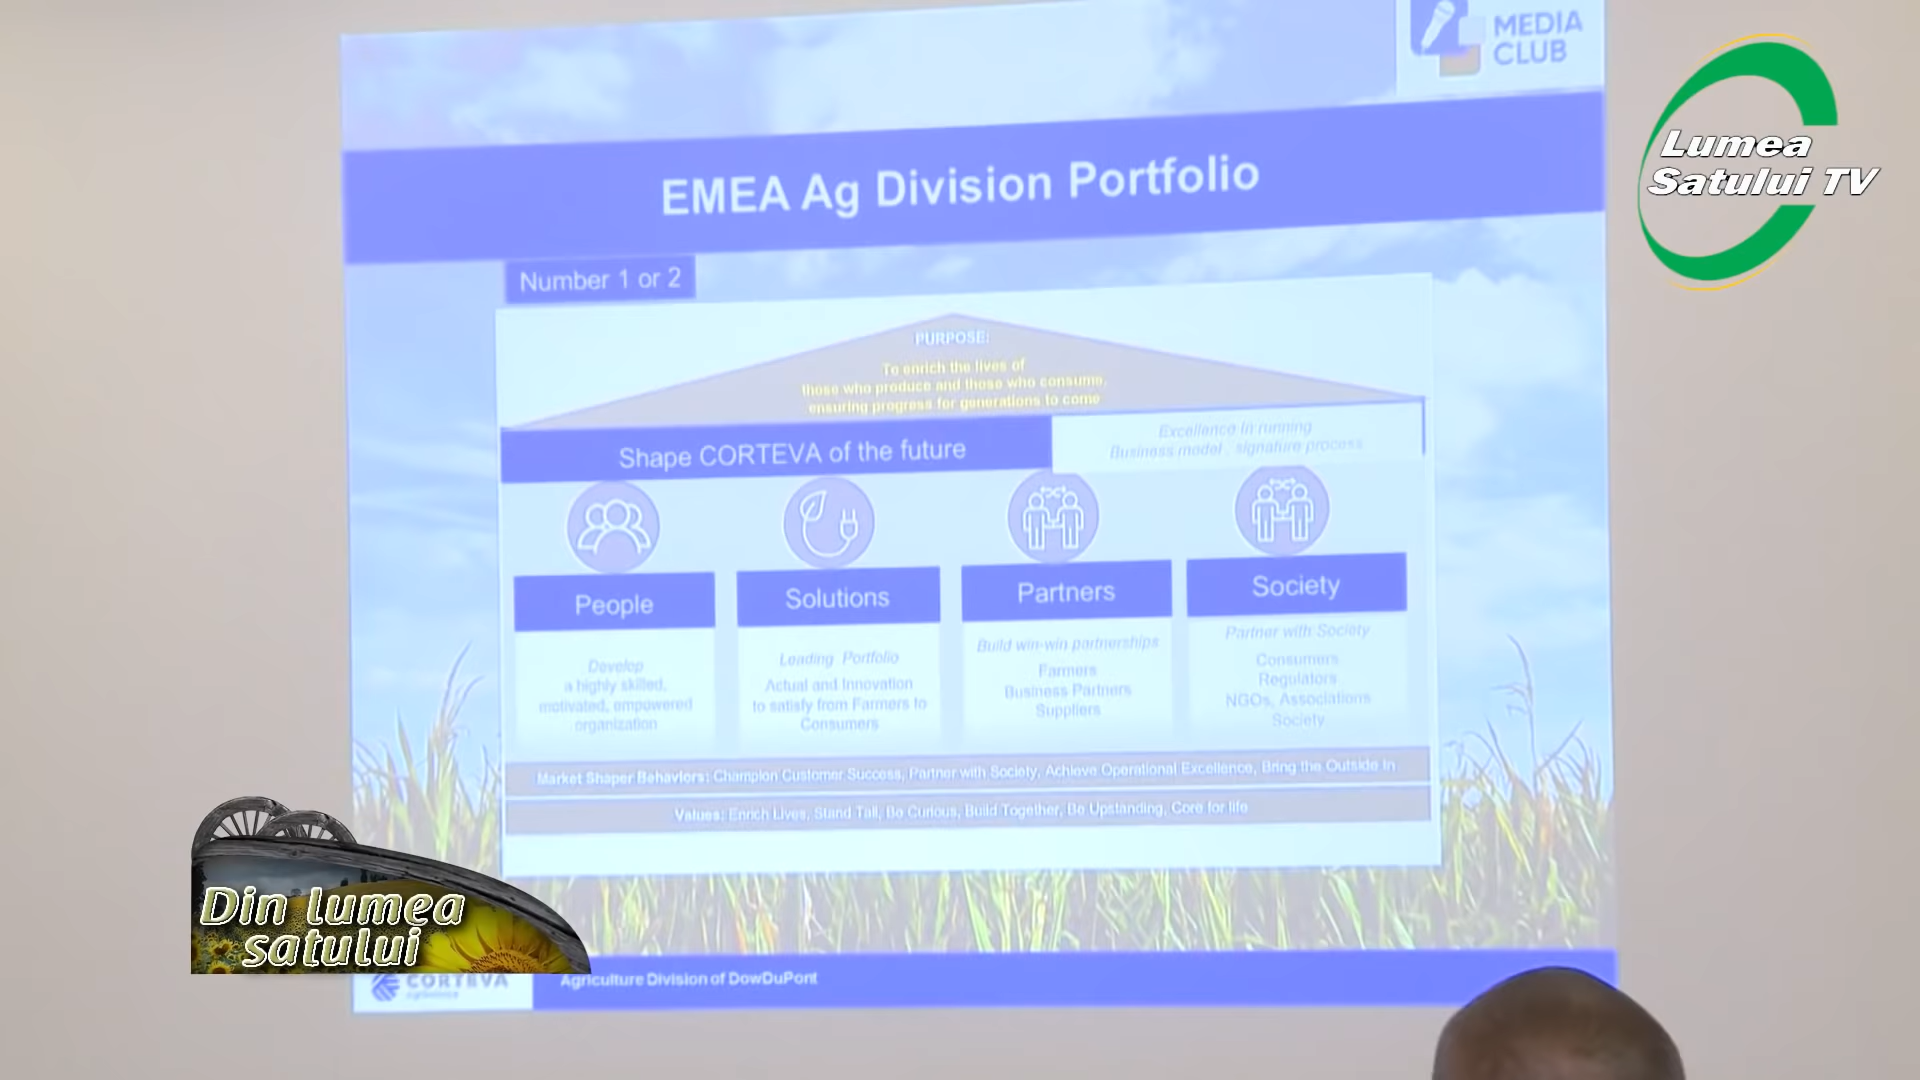 MEDIA
CLUB
Lumea
Satului TV
EMEA Ag Division Portfolio
Number 1 or 2
PURPOSE:
To enrich the lives of
those who produce and those who consume,
ensuring progress for generations to come
Shape CORTEVA of the future
Excellence in running
Business model , signature process
People
Develop
a highly skilled,
motivated, empowered
organization
Solutions
Leading Portfolio
Actual and Innovation
to satisfy from Farmers to
Consumers
Partners
Build win-win partnerships
Farmers
Business Partners
Suppliers
Society
Partner with Society
Consumers
Regulators
NGOs, Associations
Society
Market Shaper Behaviors: Champion Customer Success, Partner with Society, Achieve Operational Excellence, Bring the Outside In
Values: Enrich Lives, Stand Tall, Be Curious, Build Together, Be Upstanding, Core for life
Din lumea
satului
CORTEVA
agriscience
Agriculture Division of DowDuPont